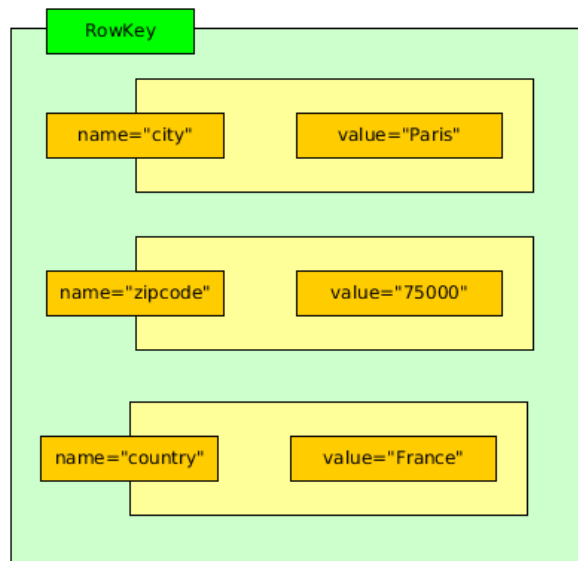 RowKey
name="city" value="Paris"
name="zipcode" value="75000"
name="country" value="France"